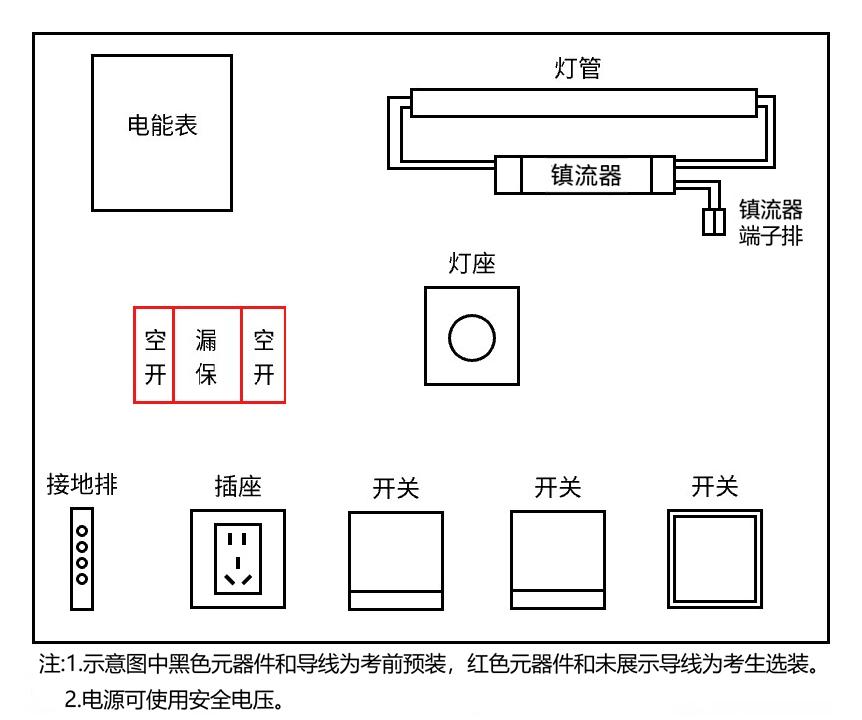 灯管
电能表
镇流器
镇流器
端子排
灯座
空开
漏保
空开
接地排
插座
开关
开关
开关
注:1.示意图中黑色元器件和导线为考前预装，红色元器件和未展示导线为考生选装。
2.电源可使用安全电压。